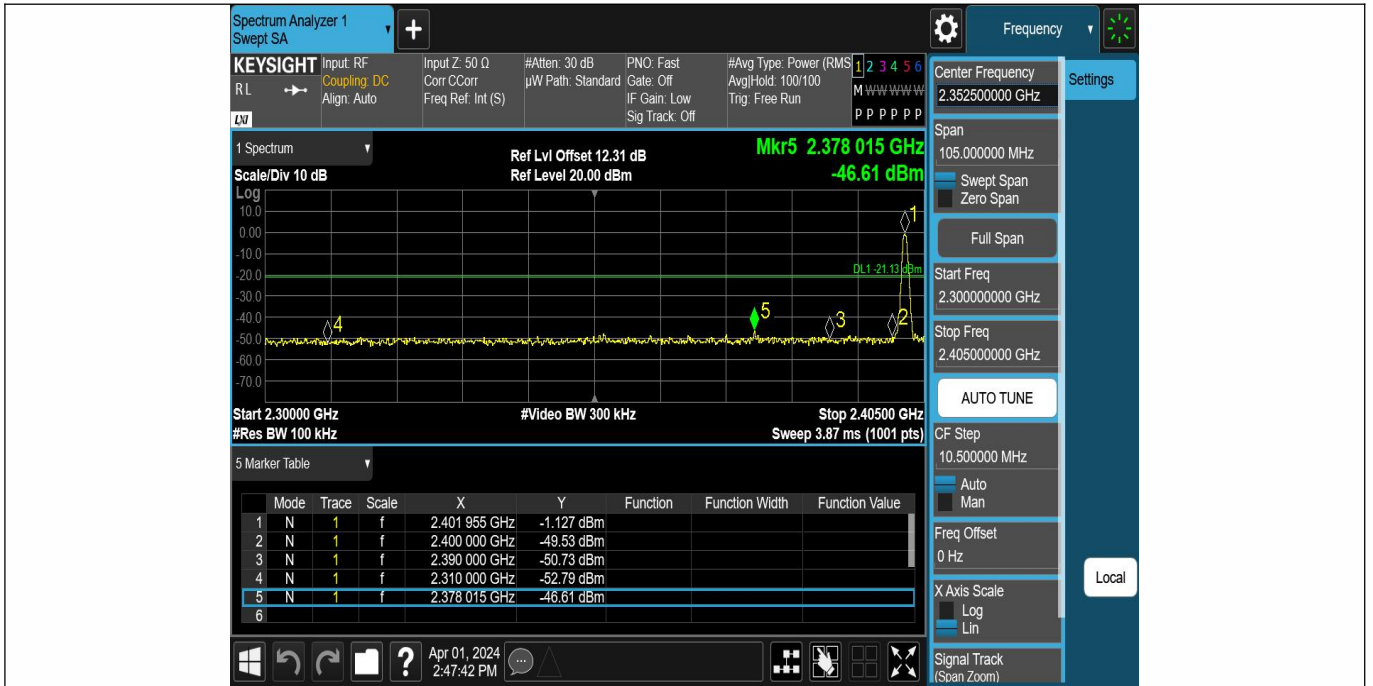 Spectrum Analyzer 1
Swept SA
+
Frequency
KEYSIGHT
RL
LXI
Input: RF
Coupling: DC
Align: Auto
Input Z: 50 Ω
Corr CCorr
Freq Ref: Int (S)
#Atten: 30 dB
µW Path: Standard
PNO: Fast
Gate: Off
IF Gain: Low
Sig Track: Off
#Avg Type: Power (RMS
Avg|Hold: 100/100
Trig: Free Run
1 2 3 4 5 6
M W W W W W
P P P P P P
1 Spectrum
Scale/Div 10 dB
Ref Lvl Offset 12.31 dB
Ref Level 20.00 dBm
Mkr5 2.378 015 GHz
-46.61 dBm
Log
10.0
0.00
-10.0
-20.0
-30.0
-40.0
-50.0
-60.0
-70.0
DL1 -21.13 dBm
1
2
3
4
5
Start 2.30000 GHz
#Video BW 300 kHz
Stop 2.40500 GHz
#Res BW 100 kHz
Sweep 3.87 ms (1001 pts)
5 Marker Table
Mode Trace Scale X Y Function Function Width Function Value
1 N 1 f 2.401 955 GHz -1.127 dBm
2 N 1 f 2.400 000 GHz -49.53 dBm
3 N 1 f 2.390 000 GHz -50.73 dBm
4 N 1 f 2.310 000 GHz -52.79 dBm
5 N 1 f 2.378 015 GHz -46.61 dBm
6
?
Apr 01, 2024
2:47:42 PM
Center Frequency
2.352500000 GHz
Settings
Span
105.000000 MHz
Swept Span
Zero Span
Full Span
Start Freq
2.300000000 GHz
Stop Freq
2.405000000 GHz
AUTO TUNE
CF Step
10.500000 MHz
Auto
Man
Freq Offset
0 Hz
Local
X Axis Scale
Log
Lin
Signal Track
(Span Zoom)